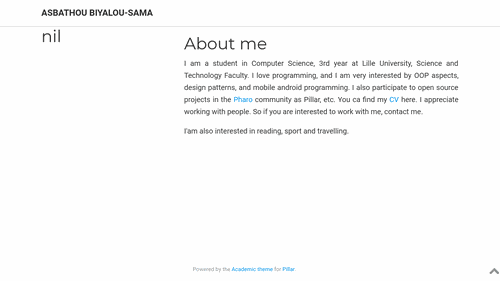 ASBATHOU BIYALOU-SAMA
nil
About me
I am a student in Computer Science, 3rd year at Lille University, Science and
Technology Faculty. I love programming, and I am very interested by OOP aspects,
design patterns, and mobile android programming. I also participate to open source
projects in the Pharo community as Pillar, etc. You ca find my CV here. I appreciate
working with people. So if you are interested to work with me, contact me.
I'am also interested in reading, sport and travelling.
Powered by the Academic theme for Pillar.